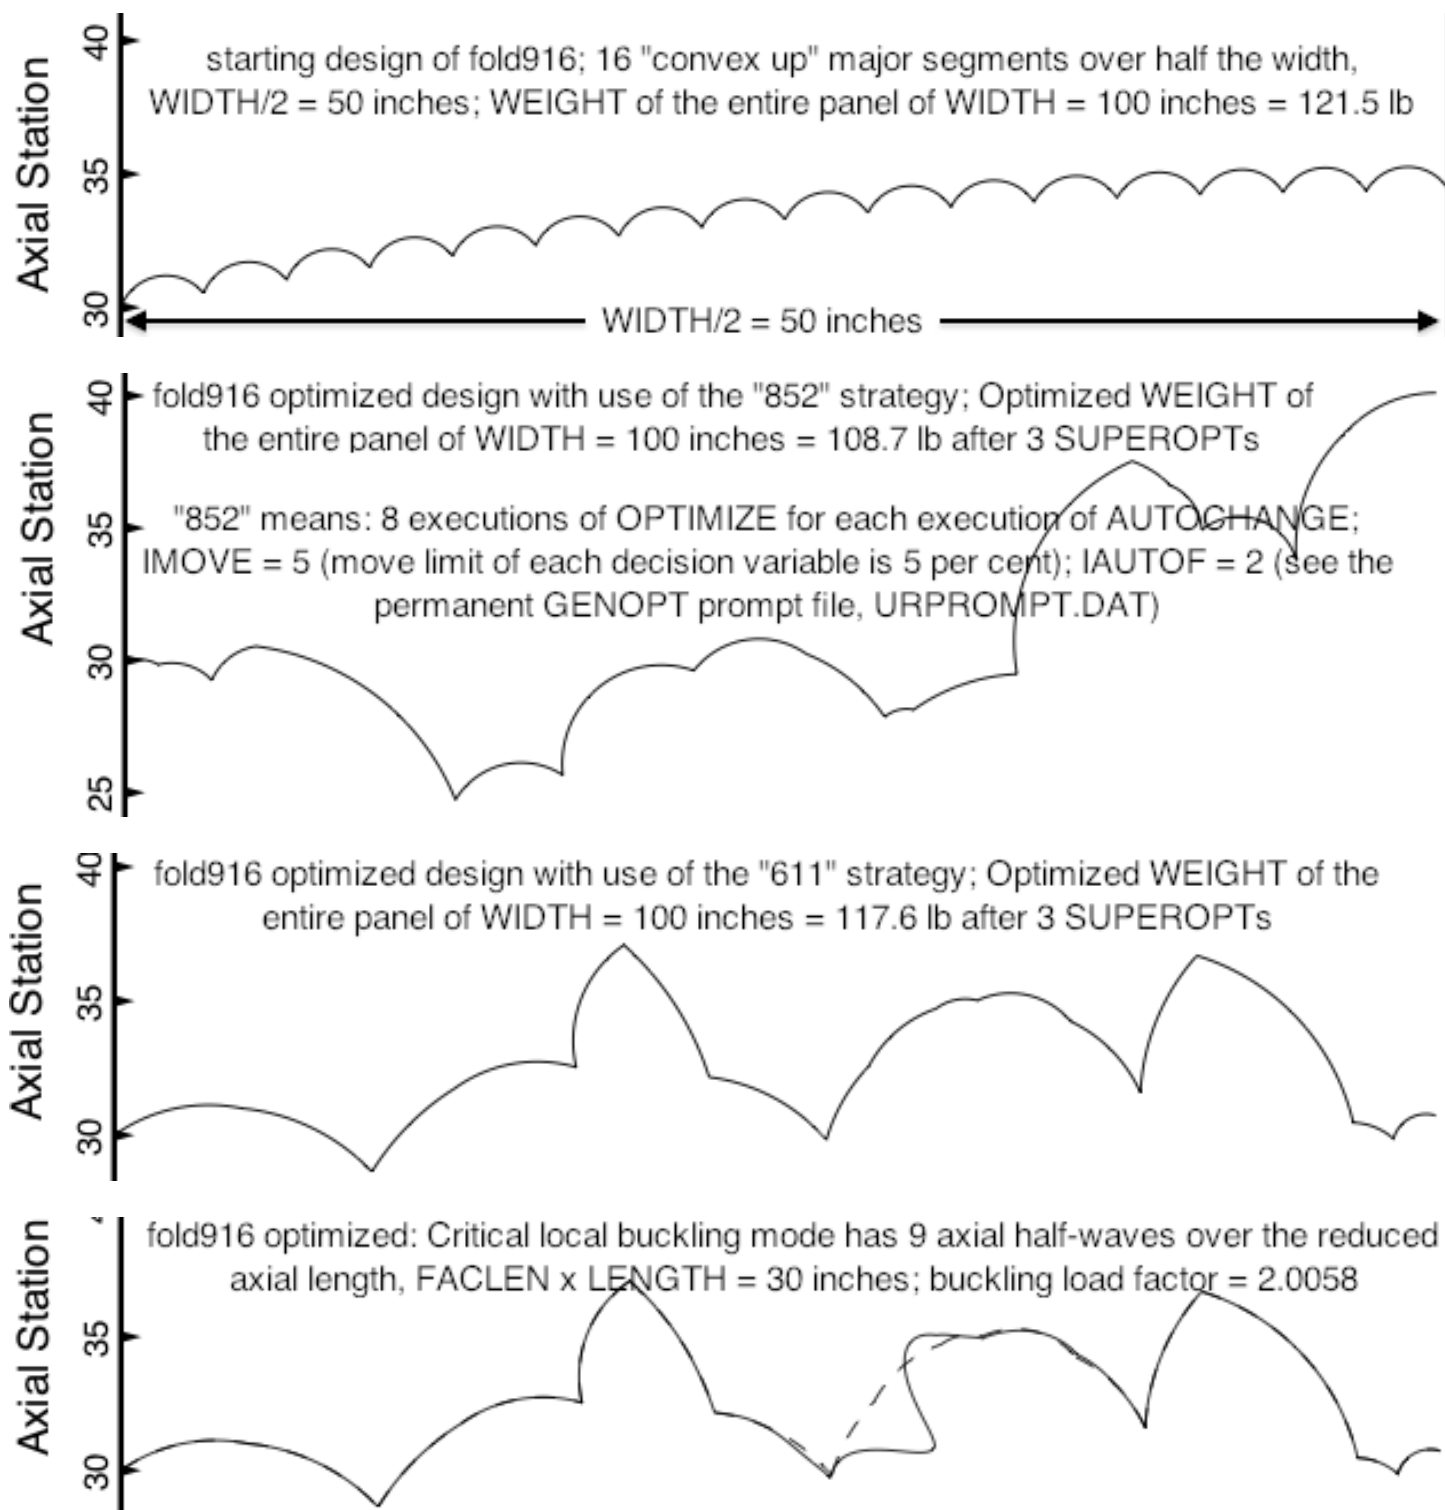 Axial Station
40
35
30
starting design of fold916; 16 "convex up" major segments over half the width,
WIDTH/2 = 50 inches; WEIGHT of the entire panel of WIDTH = 100 inches = 121.5 lb
WIDTH/2 = 50 inches
Axial Station
40
35
30
25
fold916 optimized design with use of the "852" strategy; Optimized WEIGHT of
the entire panel of WIDTH = 100 inches = 108.7 lb after 3 SUPEROPTs
"852" means: 8 executions of OPTIMIZE for each execution of AUTOCHANGE;
IMOVE = 5 (move limit of each decision variable is 5 per cent); IAUTOF = 2 (see the
permanent GENOPT prompt file, URPROMPT.DAT)
Axial Station
40
35
30
fold916 optimized design with use of the "611" strategy; Optimized WEIGHT of the
entire panel of WIDTH = 100 inches = 117.6 lb after 3 SUPEROPTs
Axial Station
35
30
fold916 optimized: Critical local buckling mode has 9 axial half-waves over the reduced
axial length, FACLEN x LENGTH = 30 inches; buckling load factor = 2.0058